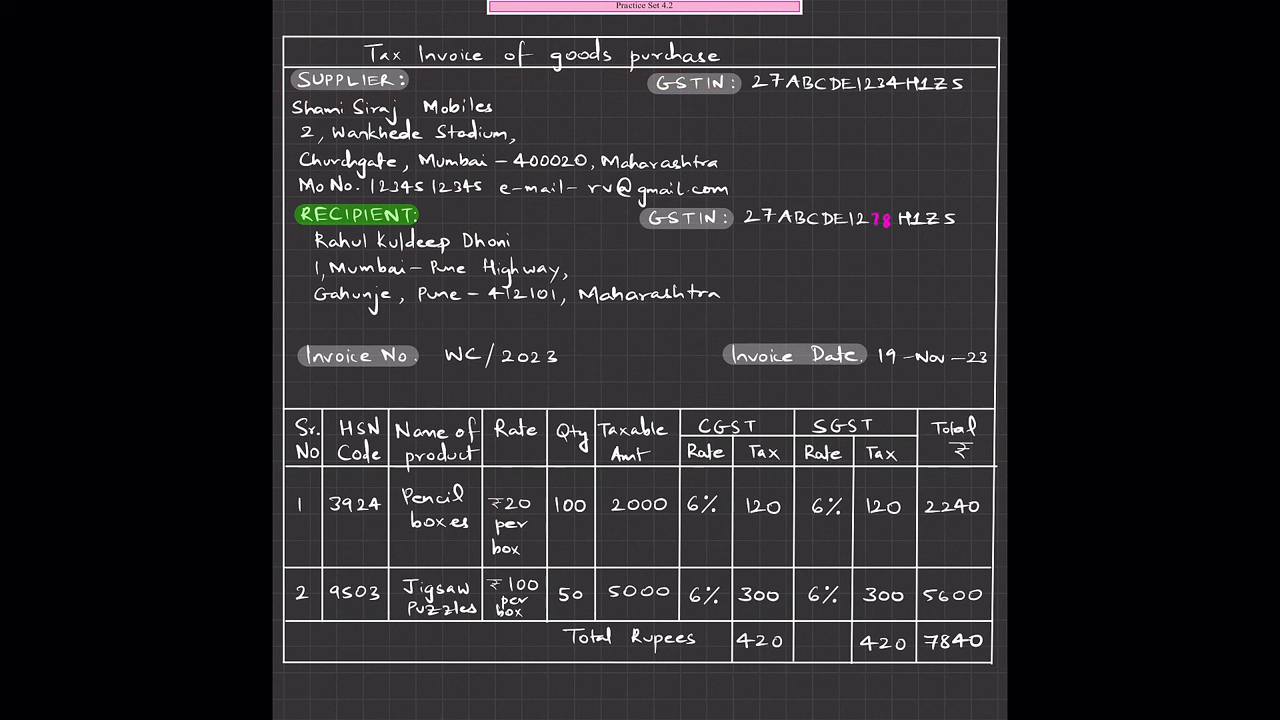 Practice Set 4.2
Tax Invoice of goods purchase
SUPPLIER: GSTIN: 27ABCDE1234H1Z5
Shami Siraj Mobiles
2, Wankhede Stadium,
Churchgate, Mumbai - 400020, Maharashtra
Mo No. 12345 12345 e-mail- rv@gmail.com
RECIPIENT: GSTIN: 27ABCDE1278H1Z5
Rahul Kuldeep Dhoni
1, Mumbai - Pune Highway,
Gahunje, Pune - 412101, Maharashtra
Invoice No. WC/2023 Invoice Date. 19-Nov-23
Sr. No HSN Code Name of product Rate Qty Taxable Amt CGST SGST Total ₹
Rate Tax Rate Tax
1 3924 Pencil boxes ₹20 per box 100 2000 6% 120 6% 120 2240
2 9503 Jigsaw Puzzles ₹100 per box 50 5000 6% 300 6% 300 5600
Total Rupees 420 420 7840